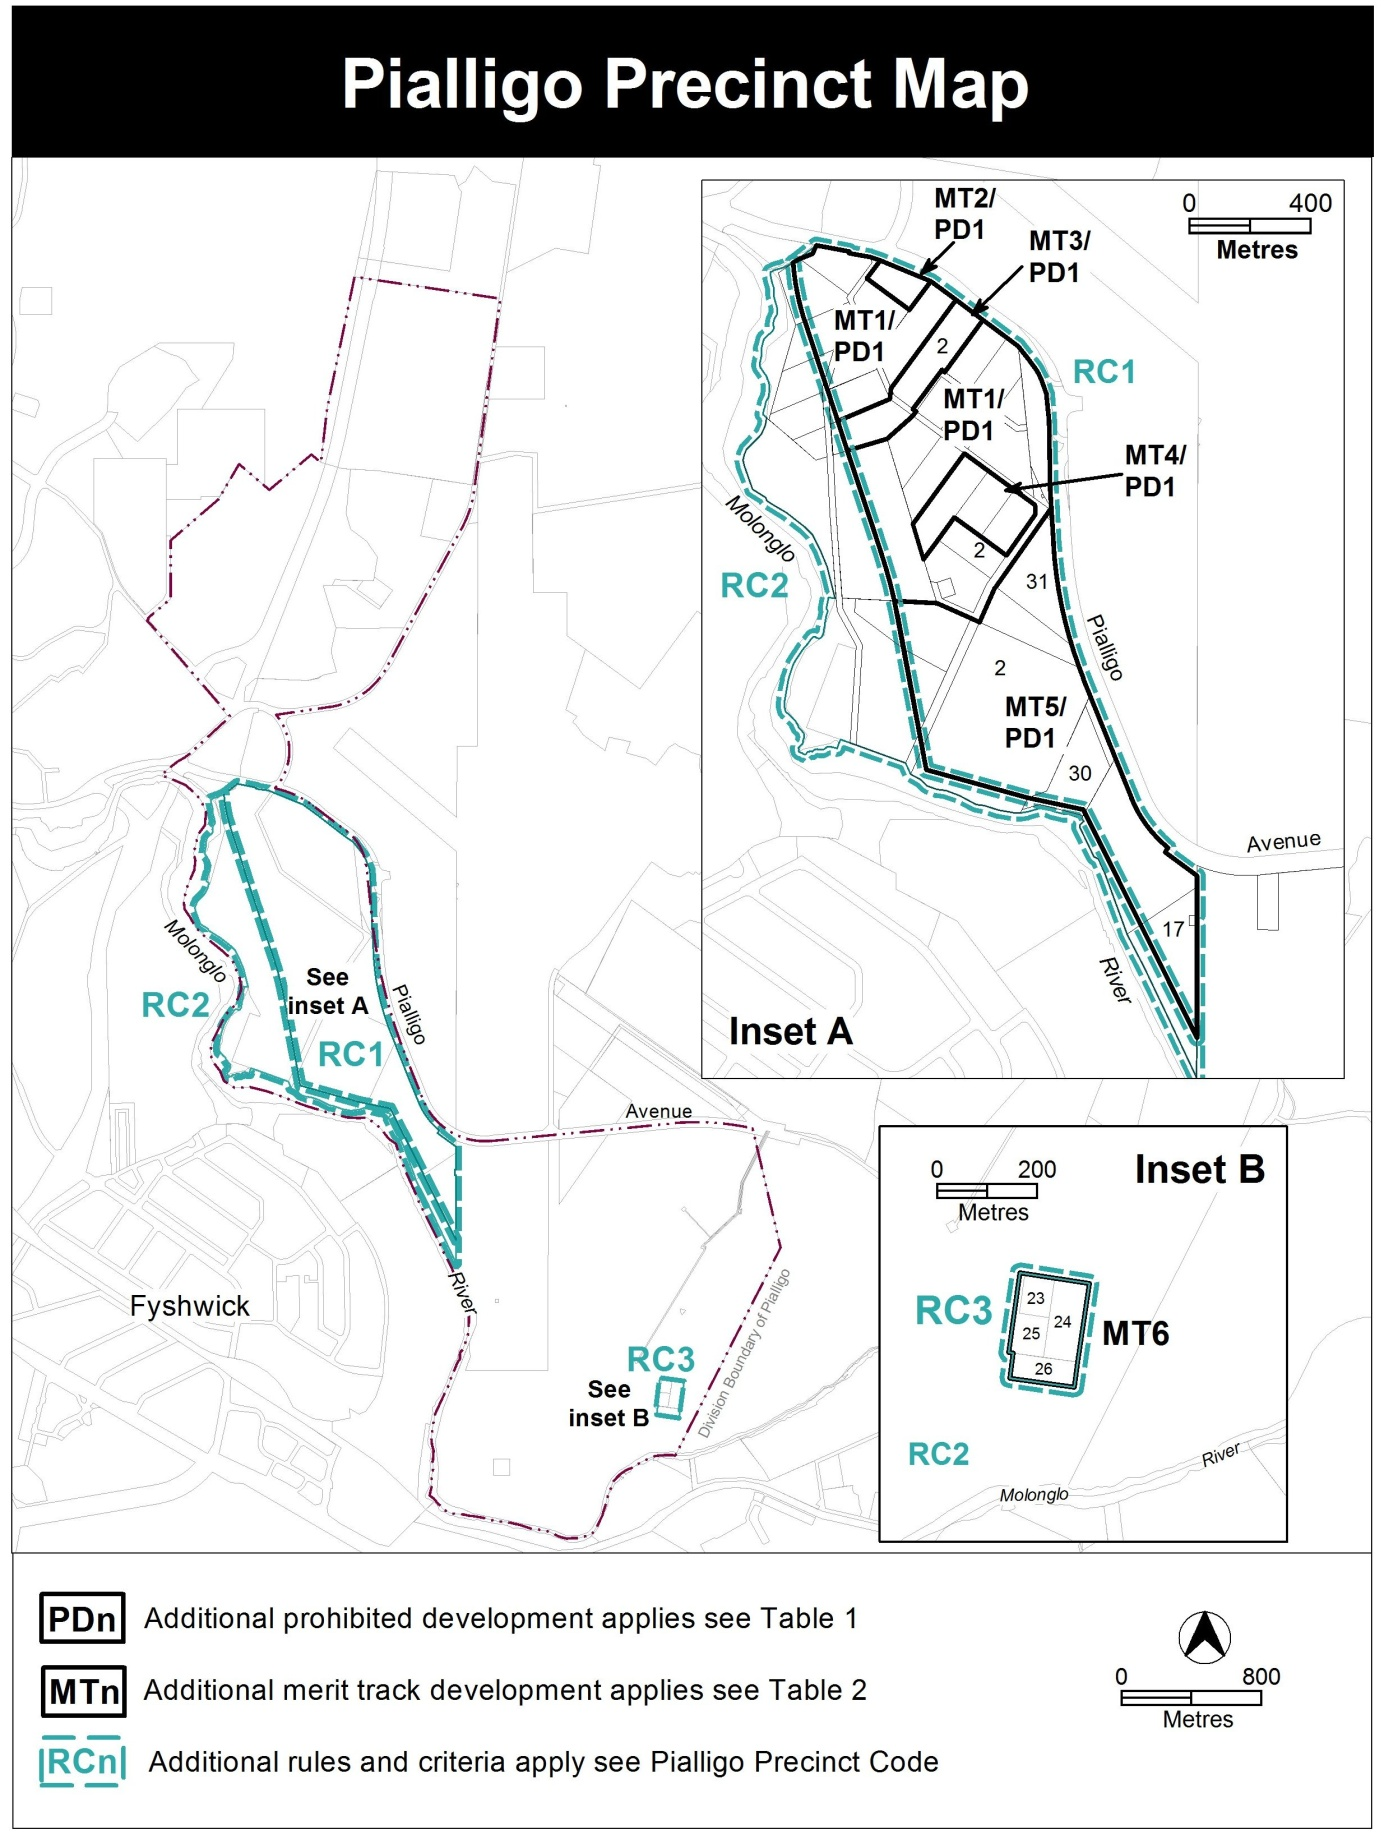 Pialligo Precinct Map
MT2/
PD1
0 400
Metres
MT3/
PD1
MT1/
PD1
2
RC1
MT1/
PD1
MT4/
PD1
Molonglo
RC2
2
31
Pialligo
2
MT5/
PD1
30
Avenue
17
River
Inset A
Molonglo
RC2
See
inset A
Pialligo
RC1
Avenue
Fyshwick
River
RC3
See
inset B
Division Boundary of Pialligo
0 200
Metres
Inset B
RC3
23
24
25
26
MT6
RC2
River
Molonglo
PDn Additional prohibited development applies see Table 1
MTn Additional merit track development applies see Table 2
RCn Additional rules and criteria apply see Pialligo Precinct Code
0 800
Metres